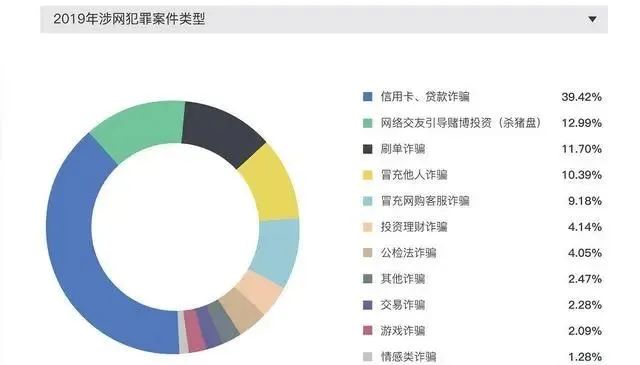 2019年涉网犯罪案件类型
信用卡、贷款诈骗 39.42%
网络交友引导赌博投资（杀猪盘） 12.99%
刷单诈骗 11.70%
冒充他人诈骗 10.39%
冒充网购客服诈骗 9.18%
投资理财诈骗 4.14%
公检法诈骗 4.05%
其他诈骗 2.47%
交易诈骗 2.28%
游戏诈骗 2.09%
情感类诈骗 1.28%